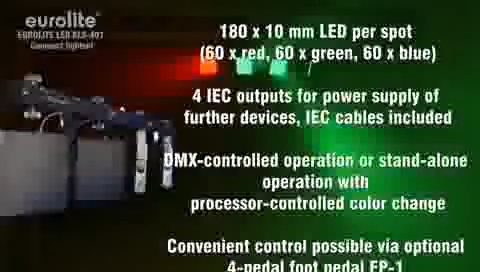 eurolite®
EUROLITE LED KLS-401
Compact lightset
180 x 10 mm LED per spot
(60 x red, 60 x green, 60 x blue)
4 IEC outputs for power supply of
further devices, IEC cables included
DMX-controlled operation or stand-alone
operation with
processor-controlled color change
Convenient control possible via optional
4-pedal foot pedal FP-1